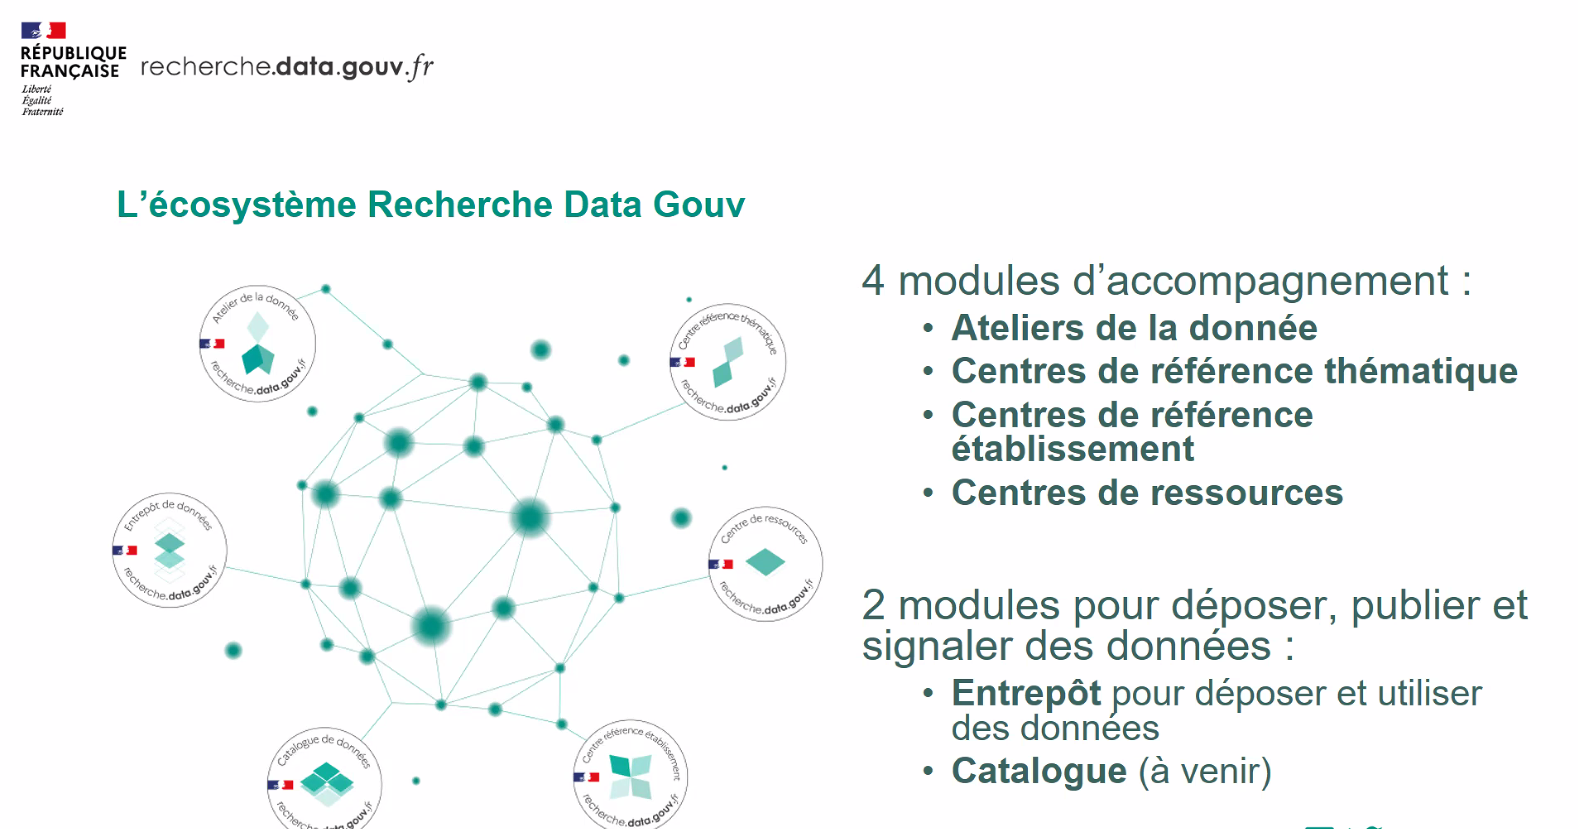 RÉPUBLIQUE
FRANÇAISE
Liberté
Égalité
Fraternité
recherche.data.gouv.fr
L’écosystème Recherche Data Gouv
Atelier de la donnée
recherche.data.gouv.fr
Centre référence thématique
recherche.data.gouv.fr
Entrepôt de données
recherche.data.gouv.fr
Centre de ressources
recherche.data.gouv.fr
Catalogue de données
recherche.data.gouv.fr
Centre référence établissement
recherche.data.gouv.fr
4 modules d’accompagnement :
• Ateliers de la donnée
• Centres de référence thématique
• Centres de référence
établissement
• Centres de ressources
2 modules pour déposer, publier et
signaler des données :
• Entrepôt pour déposer et utiliser
des données
• Catalogue (à venir)